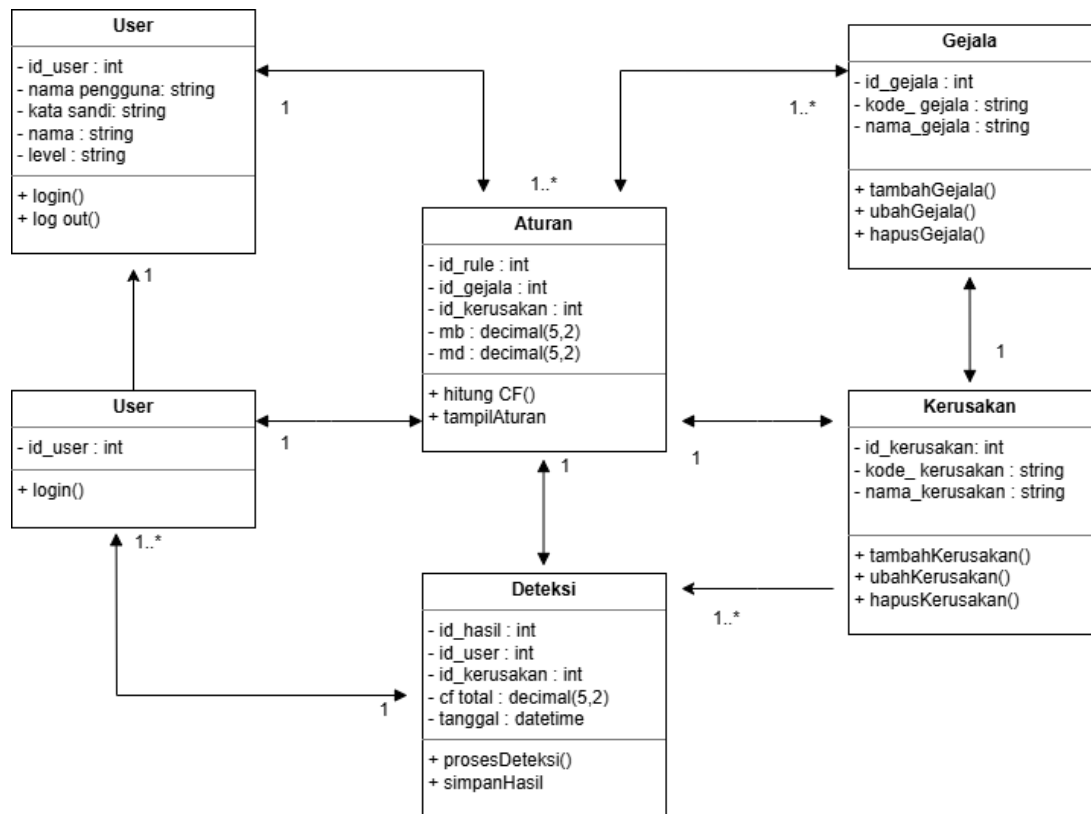 User
- id_user : int
- nama pengguna: string
- kata sandi: string
- nama : string
- level : string
+ login()
+ log out()
1
1..*
1
Gejala
- id_gejala : int
- kode_ gejala : string
- nama_gejala : string
+ tambahGejala()
+ ubahGejala()
+ hapusGejala()
1..*
1
Aturan
- id_rule : int
- id_gejala : int
- id_kerusakan : int
- mb : decimal(5,2)
- md : decimal(5,2)
+ hitung CF()
+ tampilAturan
1
1
User
- id_user : int
+ login()
1
1..*
Kerusakan
- id_kerusakan: int
- kode_ kerusakan : string
- nama_kerusakan : string
+ tambahKerusakan()
+ ubahKerusakan()
+ hapusKerusakan()
1..*
Deteksi
- id_hasil : int
- id_user : int
- id_kerusakan : int
- cf total : decimal(5,2)
- tanggal : datetime
+ prosesDeteksi()
+ simpanHasil
1